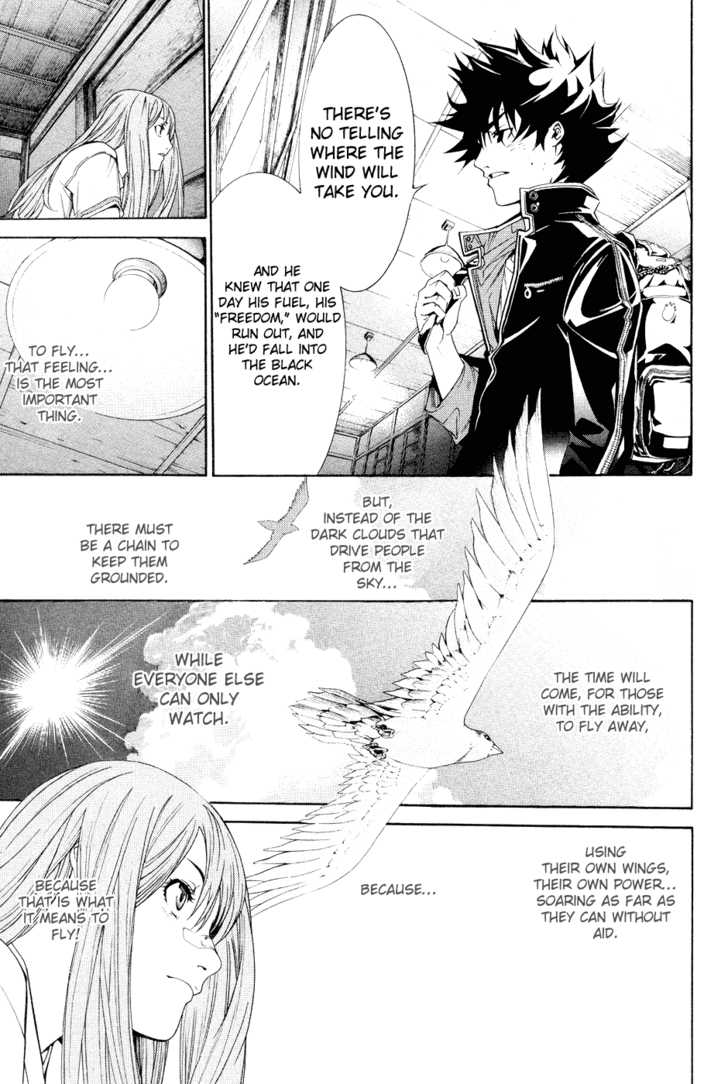 THERE'S
NO TELLING
WHERE THE
WIND WILL
TAKE YOU.
AND HE
KNEW THAT ONE
DAY HIS FUEL, HIS
"FREEDOM," WOULD
RUN OUT, AND
HE'D FALL INTO
THE BLACK
OCEAN.
TO FLY...
THAT FEELING...
IS THE MOST
IMPORTANT
THING.
BUT,
INSTEAD OF THE
DARK CLOUDS THAT
DRIVE PEOPLE
FROM THE
SKY...
THERE MUST
BE A CHAIN TO
KEEP THEM
GROUNDED.
THE TIME WILL
COME, FOR THOSE
WITH THE ABILITY,
TO FLY AWAY,
WHILE
EVERYONE ELSE
CAN ONLY
WATCH.
USING
THEIR OWN WINGS,
THEIR OWN POWER...
SOARING AS FAR AS
THEY CAN WITHOUT
AID.
BECAUSE...
BECAUSE
THAT IS WHAT
IT MEANS TO
FLY!